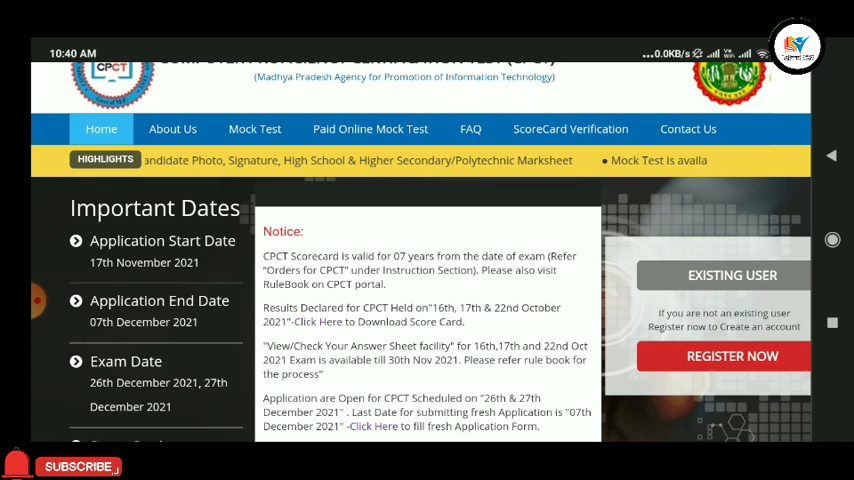 10:40 AM
...0.0KB/s
CPCT
(Madhya Pradesh Agency for Promotion of Information Technology)
Home
About Us
Mock Test
Paid Online Mock Test
FAQ
ScoreCard Verification
Contact Us
HIGHLIGHTS
andidate Photo, Signature, High School & Higher Secondary/Polytechnic Marksheet
● Mock Test is availa
Important Dates
Application Start Date
17th November 2021
Application End Date
07th December 2021
Exam Date
26th December 2021, 27th
December 2021
Notice:
CPCT Scorecard is valid for 07 years from the date of exam (Refer
"Orders for CPCT" under Instruction Section). Please also visit
RuleBook on CPCT portal.
Results Declared for CPCT Held on"16th, 17th & 22nd October
2021"-Click Here to Download Score Card.
"View/Check Your Answer Sheet facility" for 16th,17th and 22nd Oct
2021 Exam is available till 30th Nov 2021. Please refer rule book for
the process"
Application are Open for CPCT Scheduled on "26th & 27th
December 2021" . Last Date for submitting fresh Application is "07th
December 2021" -Click Here to fill fresh Application Form.
EXISTING USER
If you are not an existing user
Register now to Create an account
REGISTER NOW
SUBSCRIBE